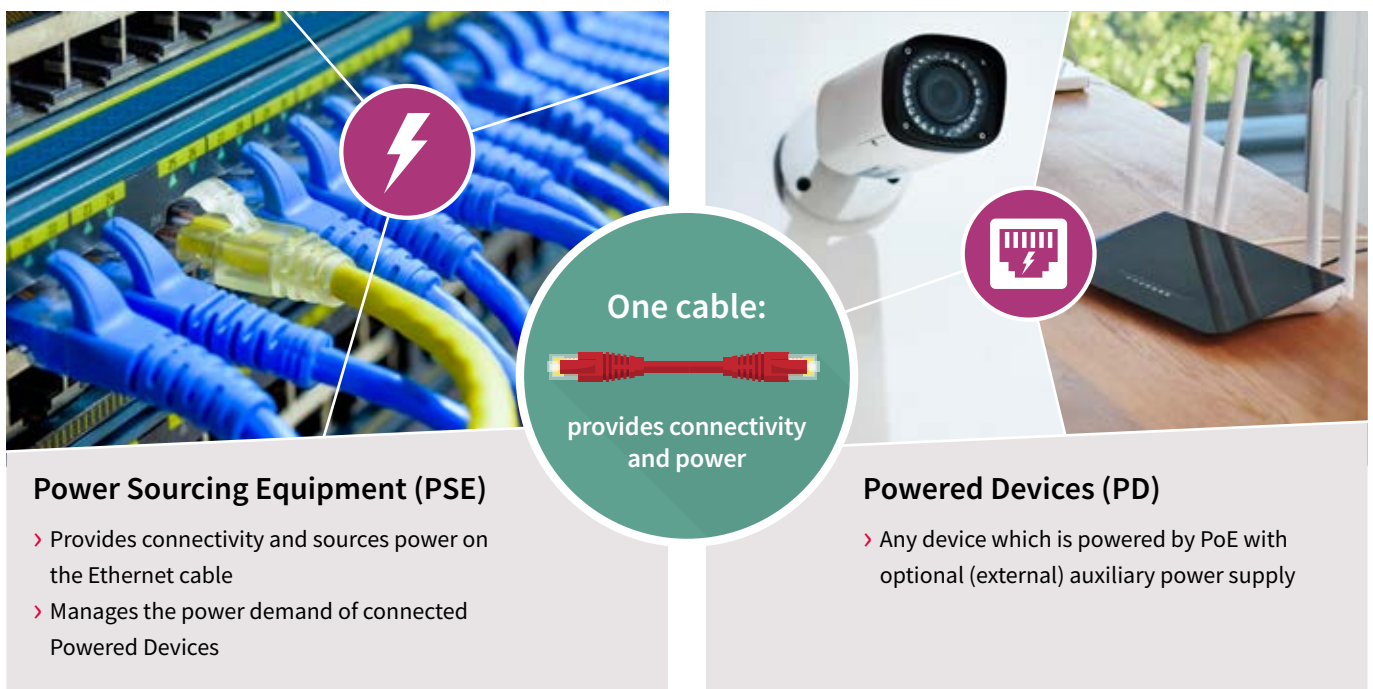 One cable:
provides connectivity
and power
Power Sourcing Equipment (PSE)
› Provides connectivity and sources power on
the Ethernet cable
› Manages the power demand of connected
Powered Devices
Powered Devices (PD)
› Any device which is powered by PoE with
optional (external) auxiliary power supply